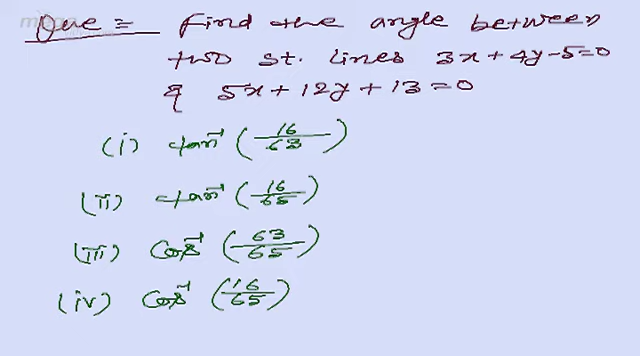 Que = Find the angle between
two st. lines 3x + 4y - 5 = 0
& 5x + 12y + 13 = 0
(i) tan⁻¹ (16/63)
(ii) tan⁻¹ (16/65)
(iii) cos⁻¹ (63/65)
(iv) cos⁻¹ (16/65)